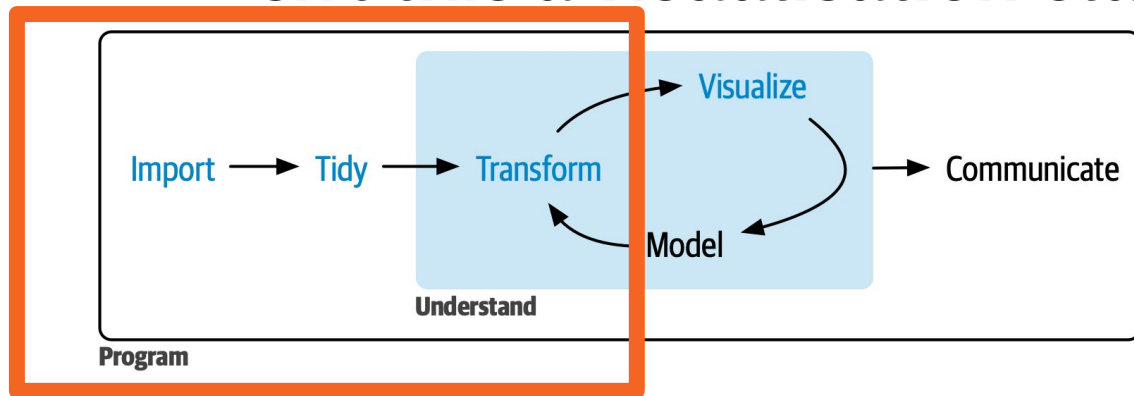 Visualize
Import Tidy Transform Communicate
Model
Understand
Program